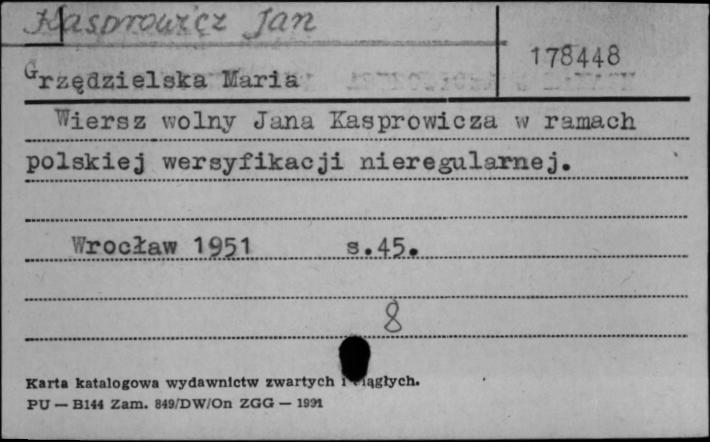 Kasprowicz Jan
178448
Grzędzielska Maria
Wiersz wolny Jana Kasprowicza w ramach
polskiej wersyfikacji nieregularnej.
Wrocław 1951 s.45.
8
Karta katalogowa wydawnictw zwartych i ciągłych.
PU — B144 Zam. 849/DW/On ZGG — 1991